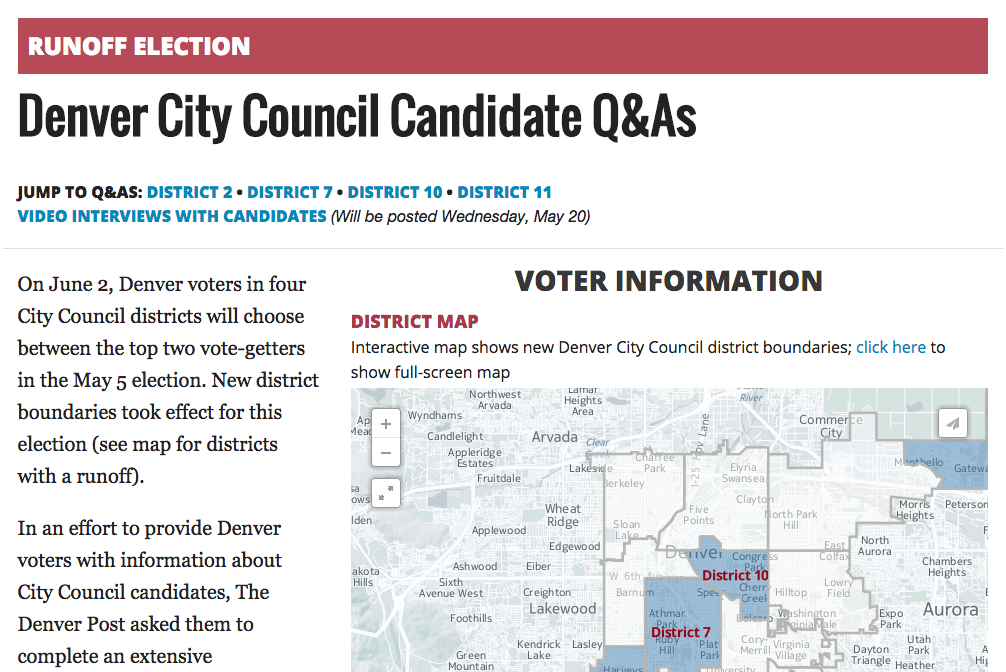 RUNOFF ELECTION
Denver City Council Candidate Q&As
JUMP TO Q&AS: DISTRICT 2 • DISTRICT 7 • DISTRICT 10 • DISTRICT 11
VIDEO INTERVIEWS WITH CANDIDATES (Will be posted Wednesday, May 20)
On June 2, Denver voters in four
City Council districts will choose
between the top two vote-getters
in the May 5 election. New district
boundaries took effect for this
election (see map for districts
with a runoff).
In an effort to provide Denver
voters with information about
City Council candidates, The
Denver Post asked them to
complete an extensive
VOTER INFORMATION
DISTRICT MAP
Interactive map shows new Denver City Council district boundaries; click here to
show full-screen map
+
−
Northwest
Arvada
Lamar
Heights
Area
River
Wyndhams
Commerce
City
Candlelight
Arvada
Clear
Creek
I-25 Exp Lane
Appleridge
Estates
Fruitdale
Lakeside
Chaffee
Park
Berkeley
Elyria
Swansea
Montbello
Clayton
Wheat
Ridge
Five
Points
North Park
Hill
Morris
Heights
Peterson
Sloan
Lake
Applewood
Edgewood
Denver
Congress
Park
East
Colfax
North
Aurora
Ashwood
Eiber
District 10
Chambers
Heights
Sixth
Avenue West
W 6th Ave
Barnum
Speer
Cherry
Creek
Hilltop
Lowry
Field
Creighton
Lakewood
Foothills
Athmar
Park
Belcaro
Washington
Virginia Vale
Expo
Park
Aurora
District 7
Ruby
Hill
Platt
Park
Kendrick
Lake
Lasley
Cory-
Merrill
Virginia
Village
Utah
Park
Green
Mountain
Harveys
University
Dayton
Triangle
Heather